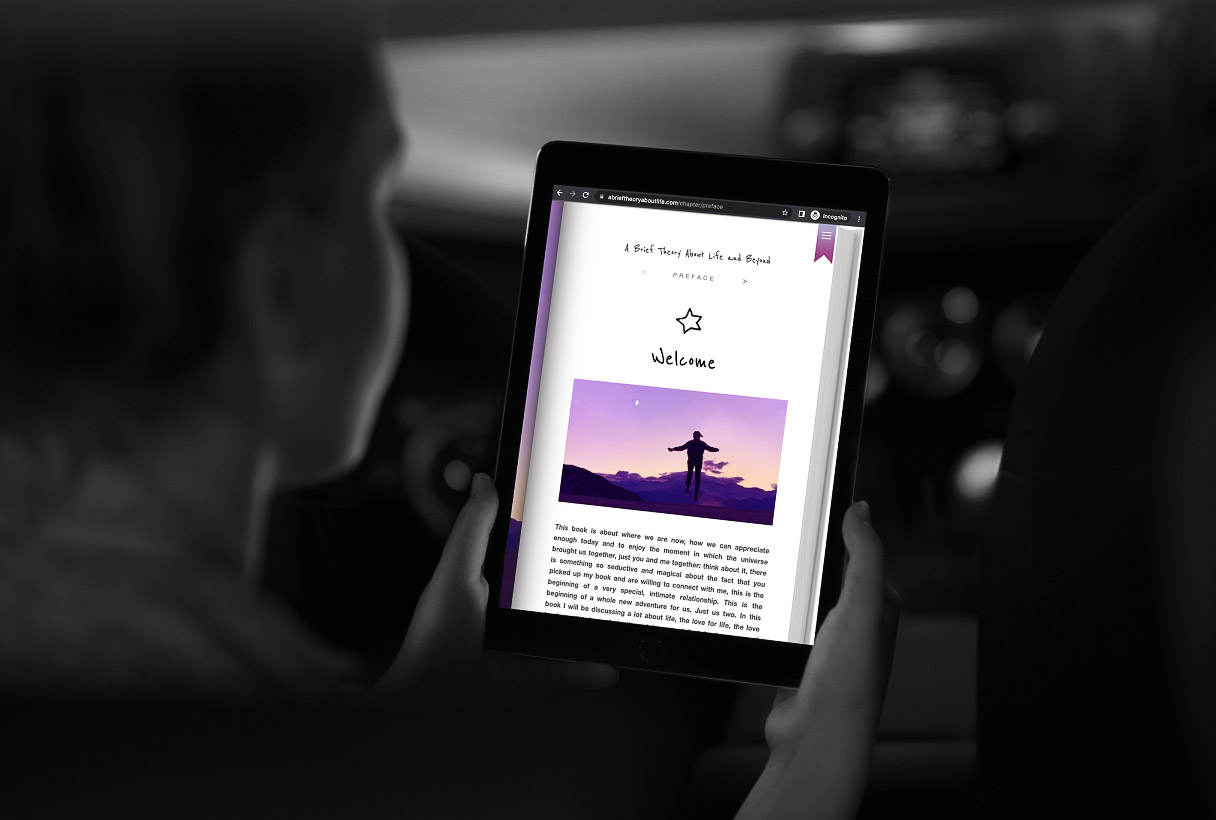 abrieftheoryaboutlife.com/chapter/preface
Incognito
A Brief Theory About Life and Beyond
< PREFACE >
Welcome
This book is about where we are now, how we can appreciate
enough today and to enjoy the moment in which the universe
brought us together, just you and me together: think about it, there
is something so seductive and magical about the fact that you
picked up my book and are willing to connect with me, this is the
beginning of a very special, intimate relationship. This is the
beginning of a whole new adventure for us. Just us two. In this
book I will be discussing a lot about life, the love for life, the love